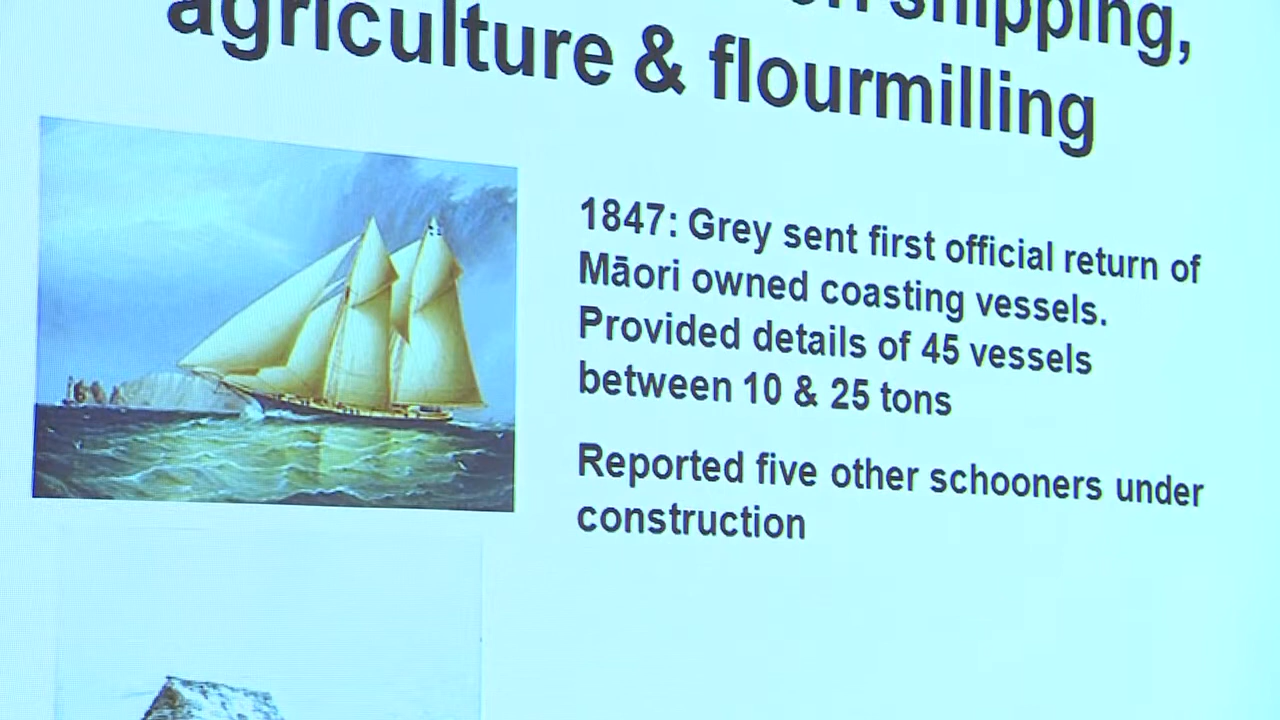 shipping,
agriculture & flourmilling
1847: Grey sent first official return of
Māori owned coasting vessels.
Provided details of 45 vessels
between 10 & 25 tons
Reported five other schooners under
construction